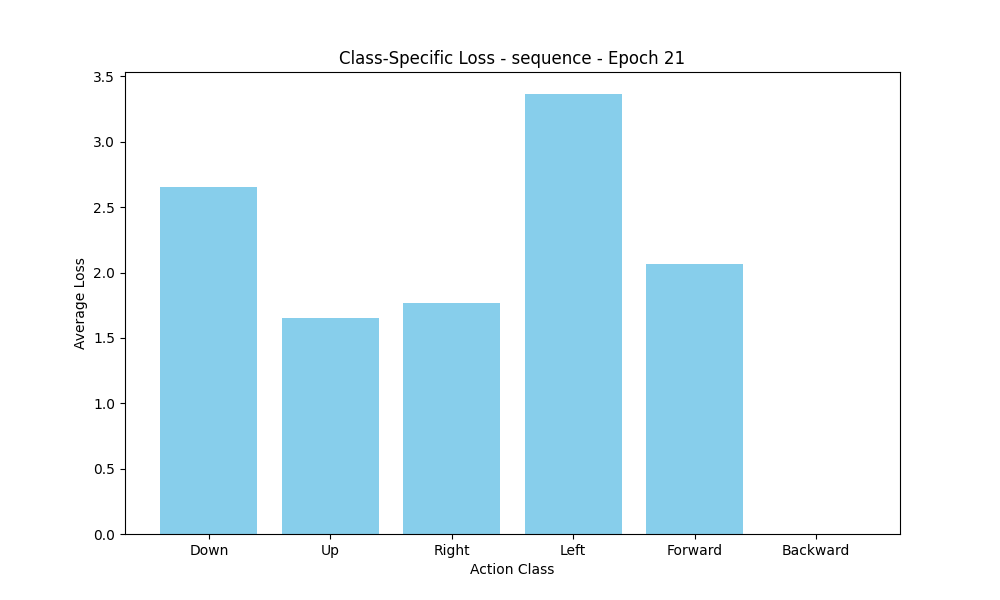 Class-Specific Loss - sequence - Epoch 21
3.5
3.0
2.5
2.0
1.5
1.0
0.5
0.0
Average Loss
Down Up Right Left Forward Backward
Action Class